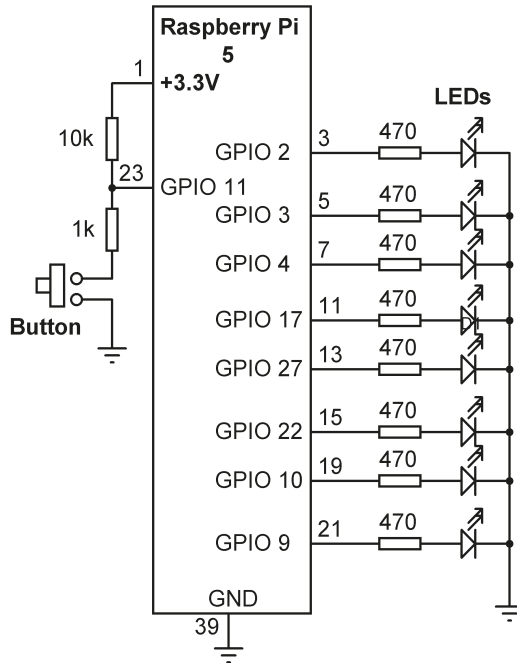 Raspberry Pi
5
1
+3.3V
LEDs
10k
23
GPIO 11
1k
Button
GPIO 2
3
470
GPIO 3
5
470
GPIO 4
7
470
GPIO 17
11
470
GPIO 27
13
470
GPIO 22
15
470
GPIO 10
19
470
GPIO 9
21
470
GND
39